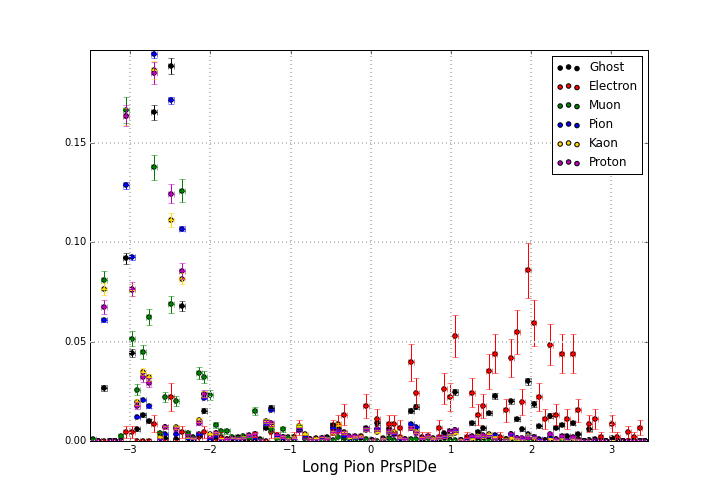 Ghost
Electron
Muon
Pion
Kaon
Proton
0.15
0.10
0.05
0.00
−3 −2 −1 0 1 2 3
Long Pion PrsPIDe